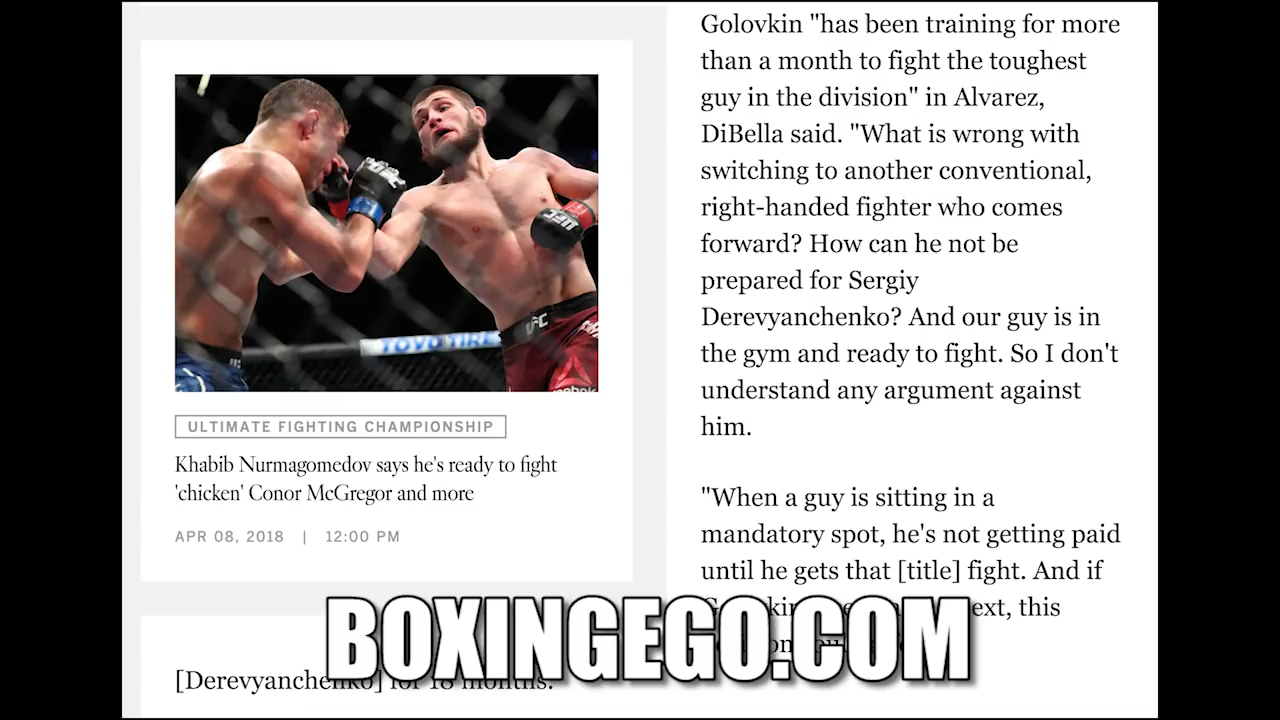 UFC
UFC
TOYO TIRE
ULTIMATE FIGHTING CHAMPIONSHIP
Khabib Nurmagomedov says he's ready to fight
'chicken' Conor McGregor and more
APR 08, 2018 | 12:00 PM
[Derevyanchenko] for 18 months.
Golovkin "has been training for more
than a month to fight the toughest
guy in the division" in Alvarez,
DiBella said. "What is wrong with
switching to another conventional,
right-handed fighter who comes
forward? How can he not be
prepared for Sergiy
Derevyanchenko? And our guy is in
the gym and ready to fight. So I don't
understand any argument against
him.
"When a guy is sitting in a
mandatory spot, he's not getting paid
until he gets that [title] fight. And if
this
BOXINGEGO.COM